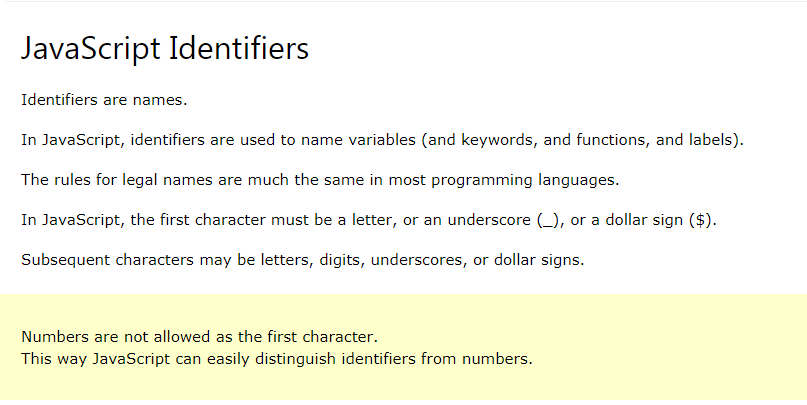 JavaScript Identifiers
Identifiers are names.
In JavaScript, identifiers are used to name variables (and keywords, and functions, and labels).
The rules for legal names are much the same in most programming languages.
In JavaScript, the first character must be a letter, or an underscore (_), or a dollar sign ($).
Subsequent characters may be letters, digits, underscores, or dollar signs.
Numbers are not allowed as the first character.
This way JavaScript can easily distinguish identifiers from numbers.